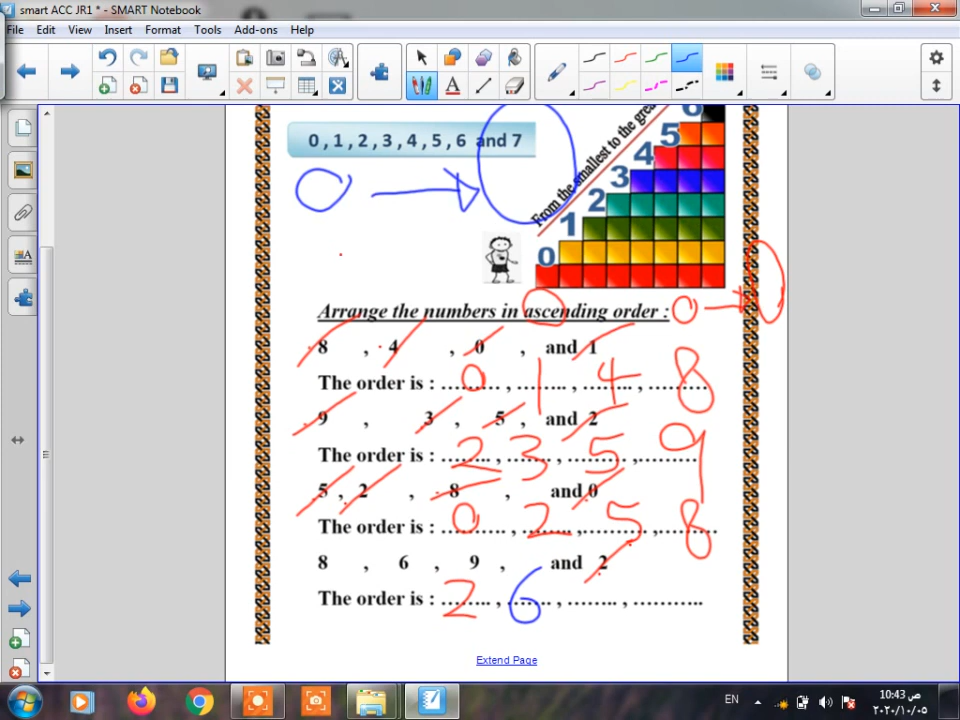 smart ACC JR1 * - SMART Notebook
File Edit View Insert Format Tools Add-ons Help
0 , 1 , 2 , 3 , 4 , 5 , 6 and 7
0
From the smallest to the grea
0 1 2 3 4 5 6
Arrange the numbers in ascending order :
0
8 , 4 , 0 , and 1
The order is : 0 , 1 , 4 , 8
9 , 3 , 5 , and 2
The order is : 2 , 3 , 5 , 9
5 , 2 , 8 , and 0
The order is : 0 , 2 , 5 , 8
8 , 6 , 9 , and 2
The order is : 2 , 6 , ........ , ...........
Extend Page
EN
10:43 ص
٢٠٢٠/١٠/٠٥